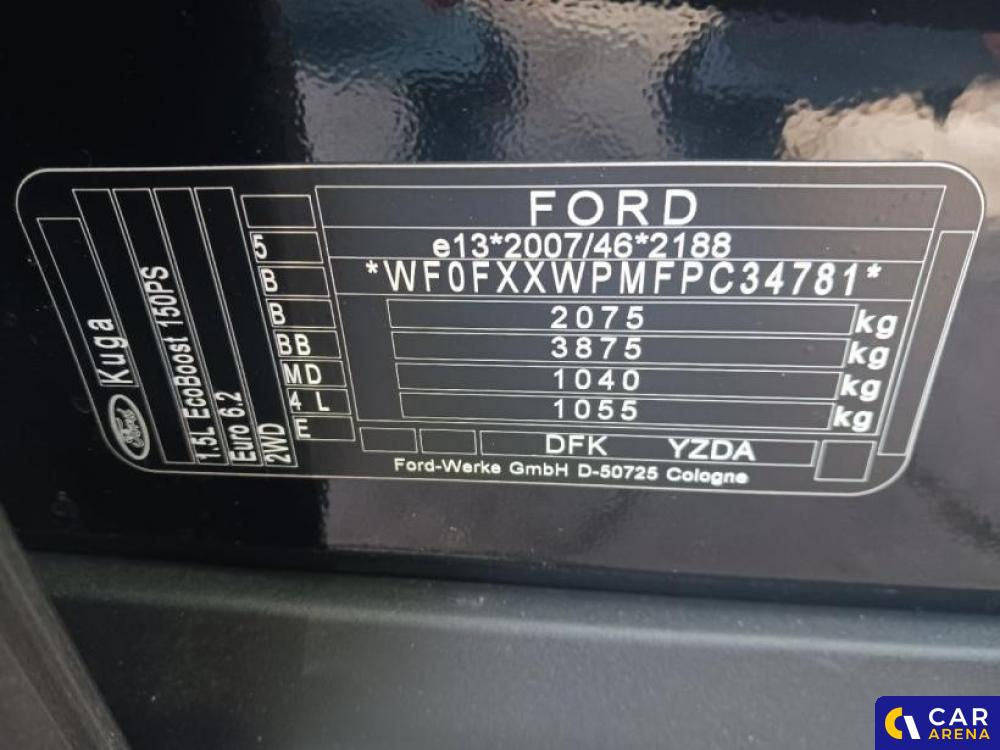 FORD
e13*2007/46*2188
*WF0FXXWPMFPC34781*
2075 kg
3875 kg
1040 kg
1055 kg
DFK YZDA
Ford-Werke GmbH D-50725 Cologne
5
B
B
BB
MD
4 L
E
Ford
Kuga
1.5L EcoBoost 150PS
Euro 6.2
2WD
CAR
ARENA